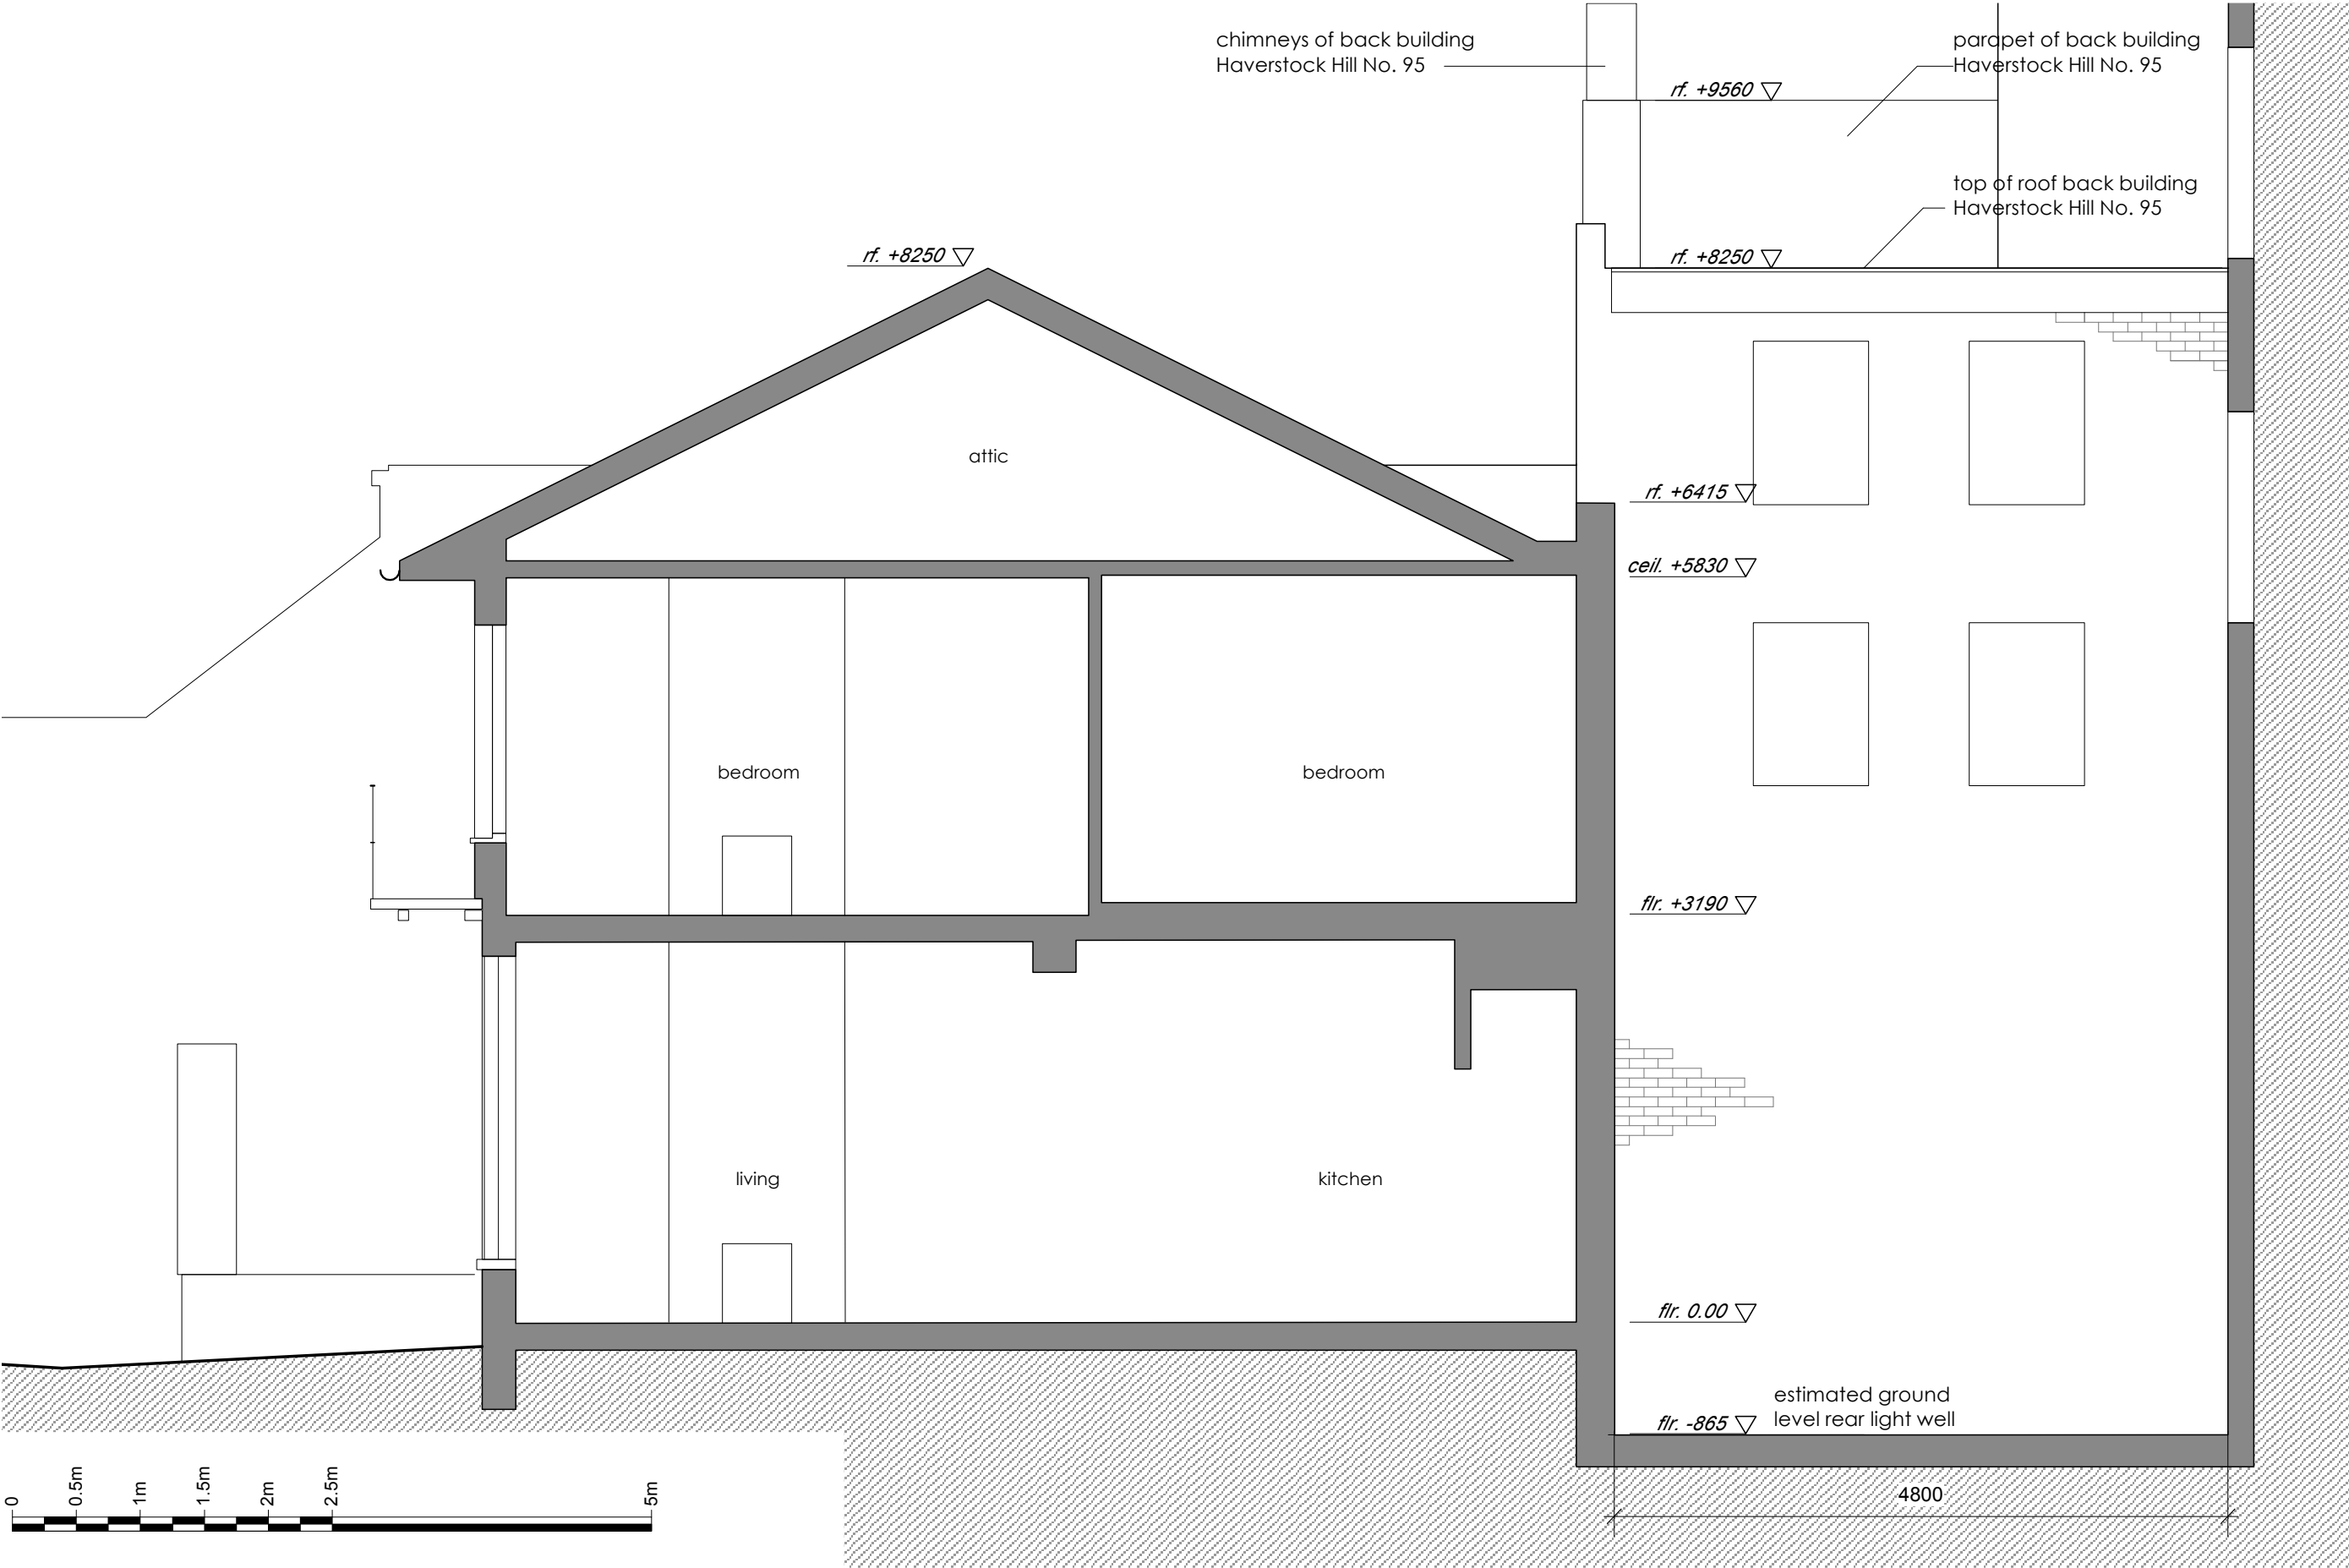 chimneys of back building
Haverstock Hill No. 95
parapet of back building
Haverstock Hill No. 95
rf. +9560
top of roof back building
Haverstock Hill No. 95
rf. +8250
rf. +8250
attic
rf. +6415
ceil. +5830
bedroom
bedroom
flr. +3190
living
kitchen
flr. 0.00
estimated ground
level rear light well
flr. -865
0
0.5m
1m
1.5m
2m
2.5m
5m
4800